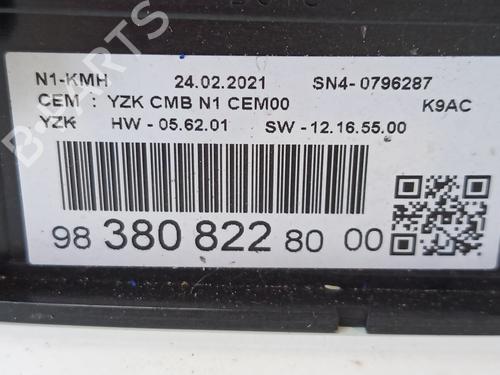 N1-KMH 24.02.2021 SN4-0796287
CEM : YZK CMB N1 CEM00 K9AC
YZK HW - 05.62.01 SW - 12.16.55.00
98 380 822 80 00